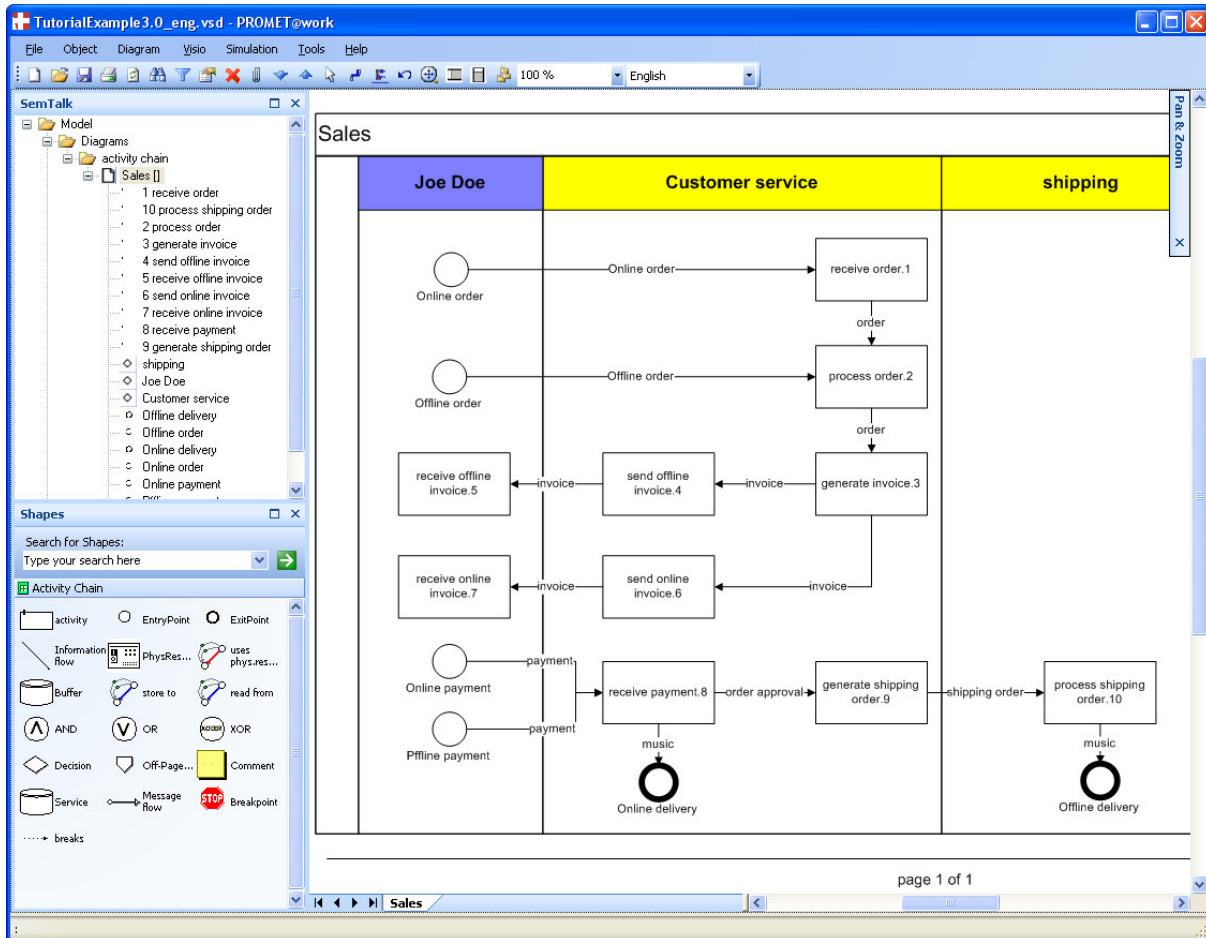 TutorialExample3.0_eng.vsd - PROMET@work
File Object Diagram Visio Simulation Tools Help
100 % English
SemTalk
Model
Diagrams
activity chain
Sales []
1 receive order
10 process shipping order
2 process order
3 generate invoice
4 send offline invoice
5 receive offline invoice
6 send online invoice
7 receive online invoice
8 receive payment
9 generate shipping order
shipping
Joe Doe
Customer service
Offline delivery
Offline order
Online delivery
Online order
Online payment
Shapes
Search for Shapes:
Type your search here
Activity Chain
activity EntryPoint ExitPoint
Information flow PhysRes... uses phys.res...
Buffer store to read from
AND OR XOR
Decision Off-Page... Comment
Service Message flow STOP Breakpoint
breaks
Pan & Zoom
Sales
Joe Doe Customer service shipping
Online order
Online order
receive order.1
order
Offline order
Offline order
process order.2
order
receive offline
invoice.5
invoice
send offline
invoice.4
invoice
generate invoice.3
receive online
invoice.7
invoice
send online
invoice.6
invoice
Online payment
payment
Pffline payment
payment
receive payment.8
order approval
generate shipping
order.9
shipping order
process shipping
order.10
music
Online delivery
music
Offline delivery
page 1 of 1
Sales
: